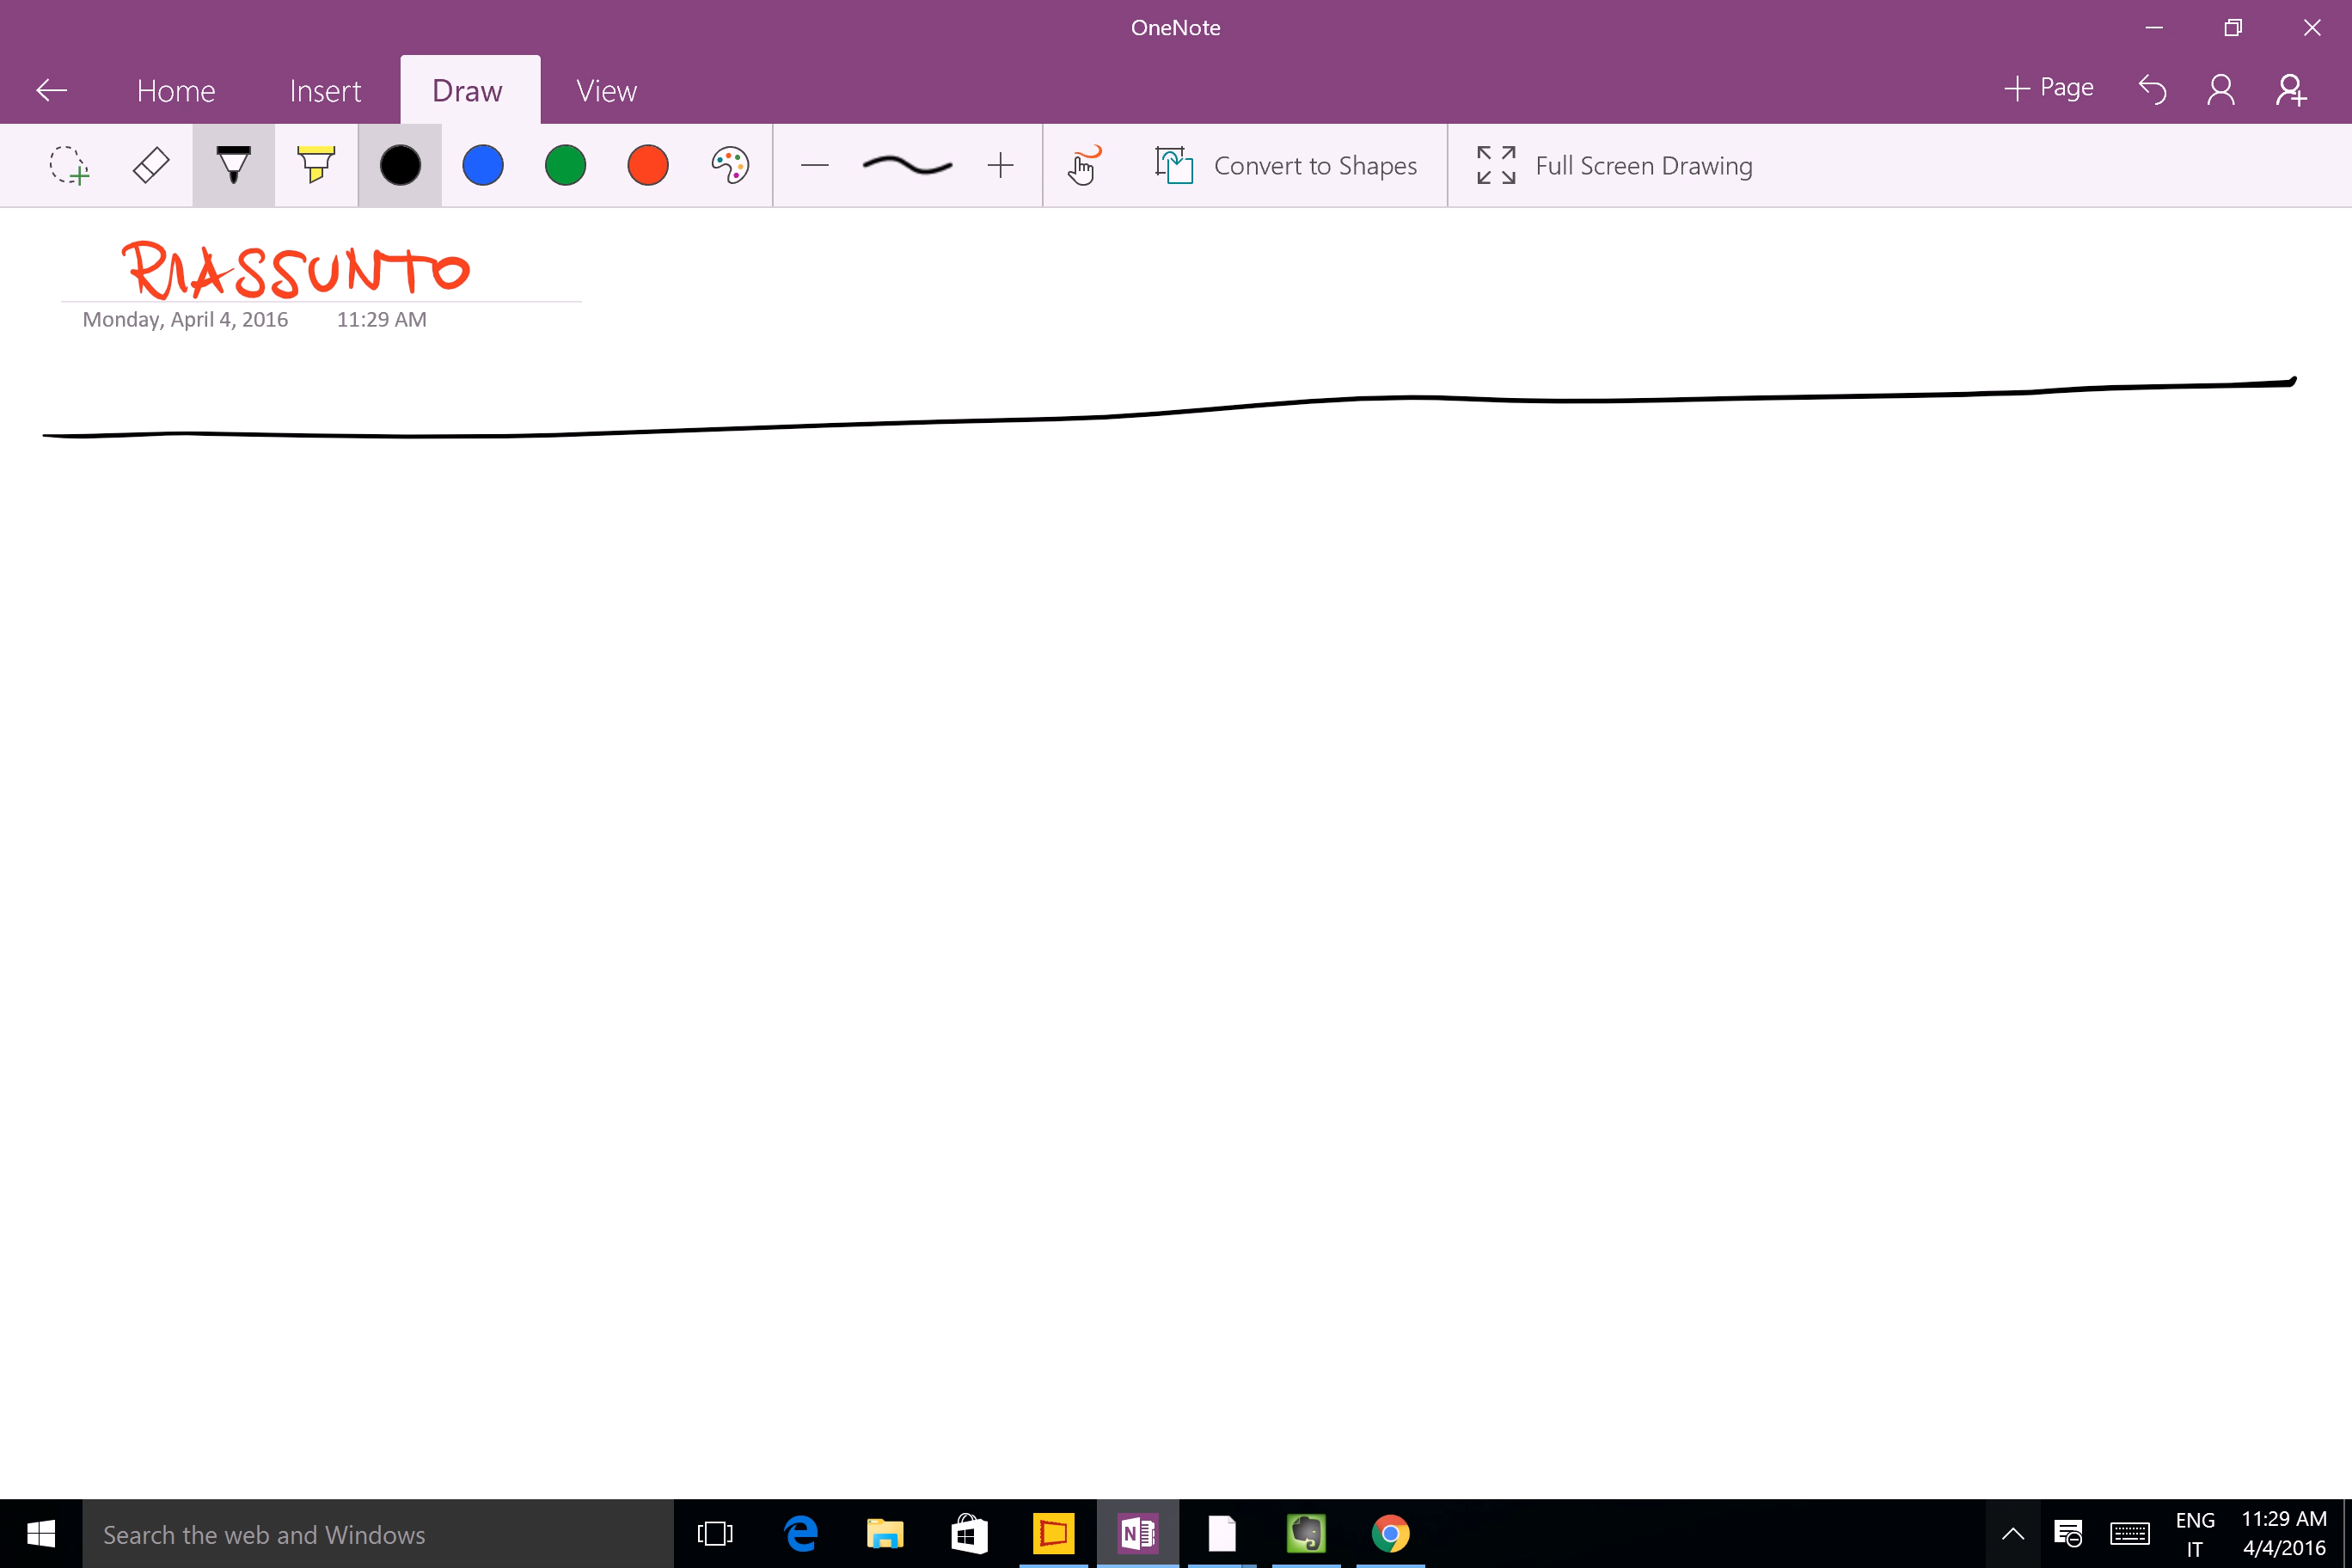 OneNote
Home Insert Draw View + Page
Convert to Shapes Full Screen Drawing
RIASSUNTO
Monday, April 4, 2016 11:29 AM
Search the web and Windows
ENG
IT
11:29 AM
4/4/2016